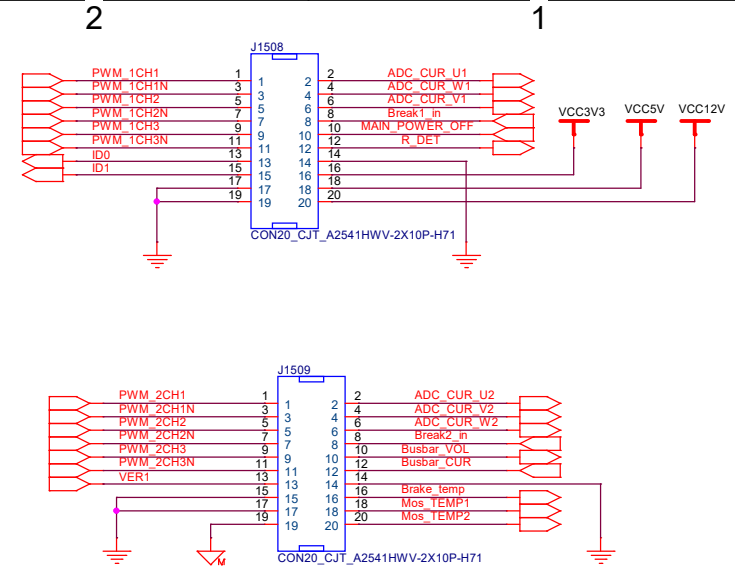 2 1
J1508
PWM_1CH1 1 1 2 2 ADC_CUR_U1
PWM_1CH1N 3 3 4 4 ADC_CUR_W1
PWM_1CH2 5 5 6 6 ADC_CUR_V1
PWM_1CH2N 7 7 8 8 Break1_in
PWM_1CH3 9 9 10 10 MAIN_POWER_OFF
PWM_1CH3N 11 11 12 12 R_DET
ID0 13 13 14 14
ID1 15 15 16 16
17 17 18 18
19 19 20 20
VCC3V3 VCC5V VCC12V
CON20_CJT_A2541HWV-2X10P-H71
J1509
PWM_2CH1 1 1 2 2 ADC_CUR_U2
PWM_2CH1N 3 3 4 4 ADC_CUR_V2
PWM_2CH2 5 5 6 6 ADC_CUR_W2
PWM_2CH2N 7 7 8 8 Break2_in
PWM_2CH3 9 9 10 10 Busbar_VOL
PWM_2CH3N 11 11 12 12 Busbar_CUR
VER1 13 13 14 14
15 15 16 16 Brake_temp
17 17 18 18 Mos_TEMP1
19 19 20 20 Mos_TEMP2
M
CON20_CJT_A2541HWV-2X10P-H71